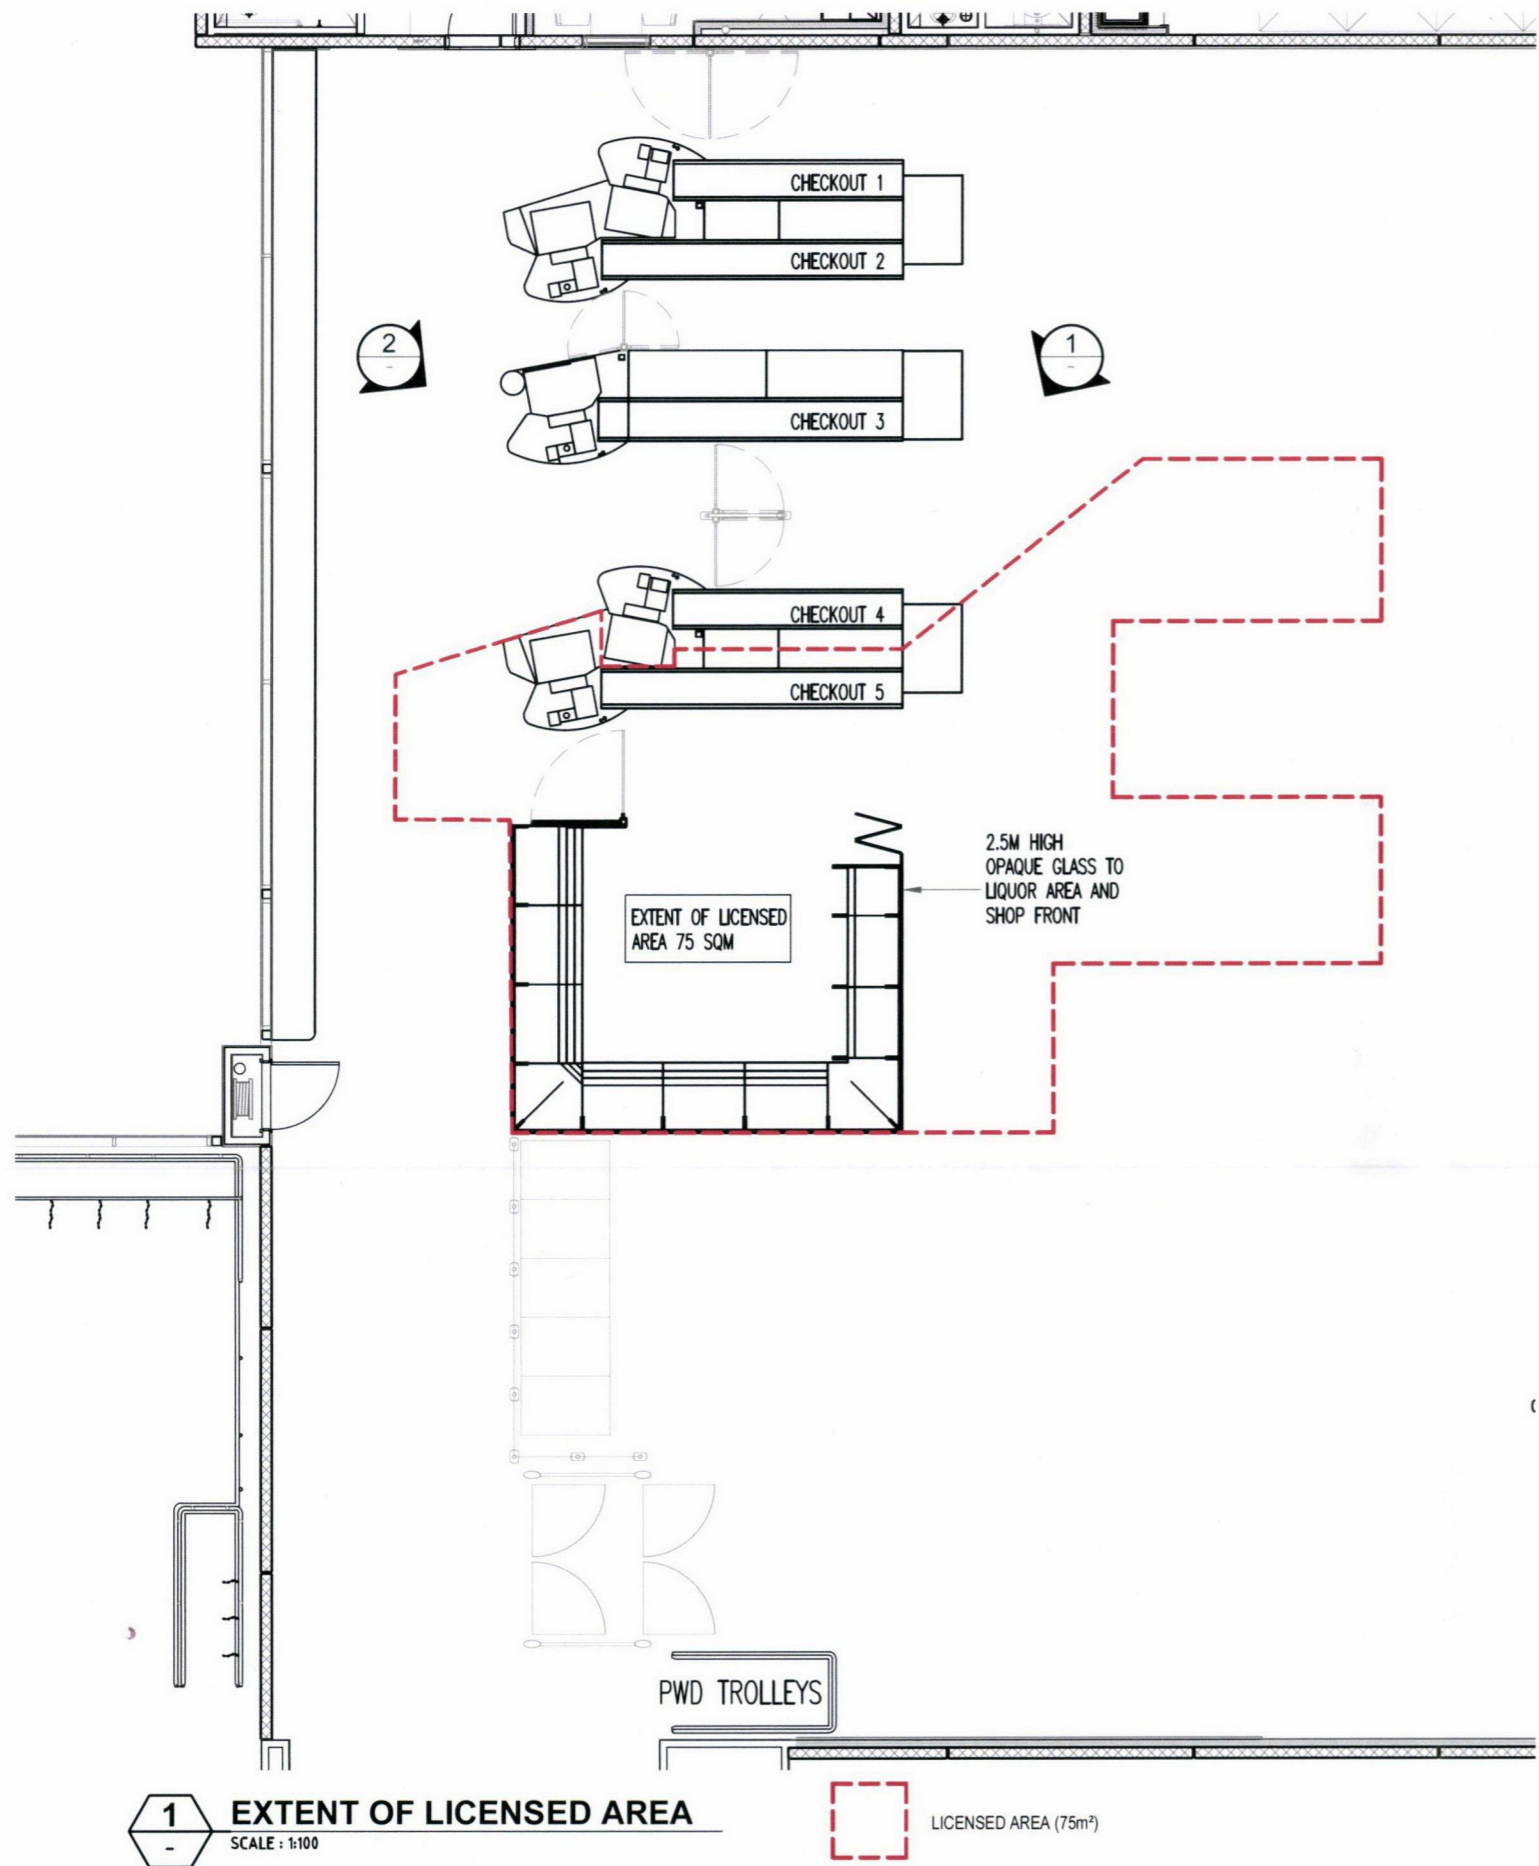 CHECKOUT 1
CHECKOUT 2
2
-
1
-
CHECKOUT 3
CHECKOUT 4
CHECKOUT 5
2.5M HIGH
OPAQUE GLASS TO
LIQUOR AREA AND
SHOP FRONT
EXTENT OF LICENSED
AREA 75 SQM
PWD TROLLEYS
1
-
EXTENT OF LICENSED AREA
SCALE : 1:100
LICENSED AREA (75m²)